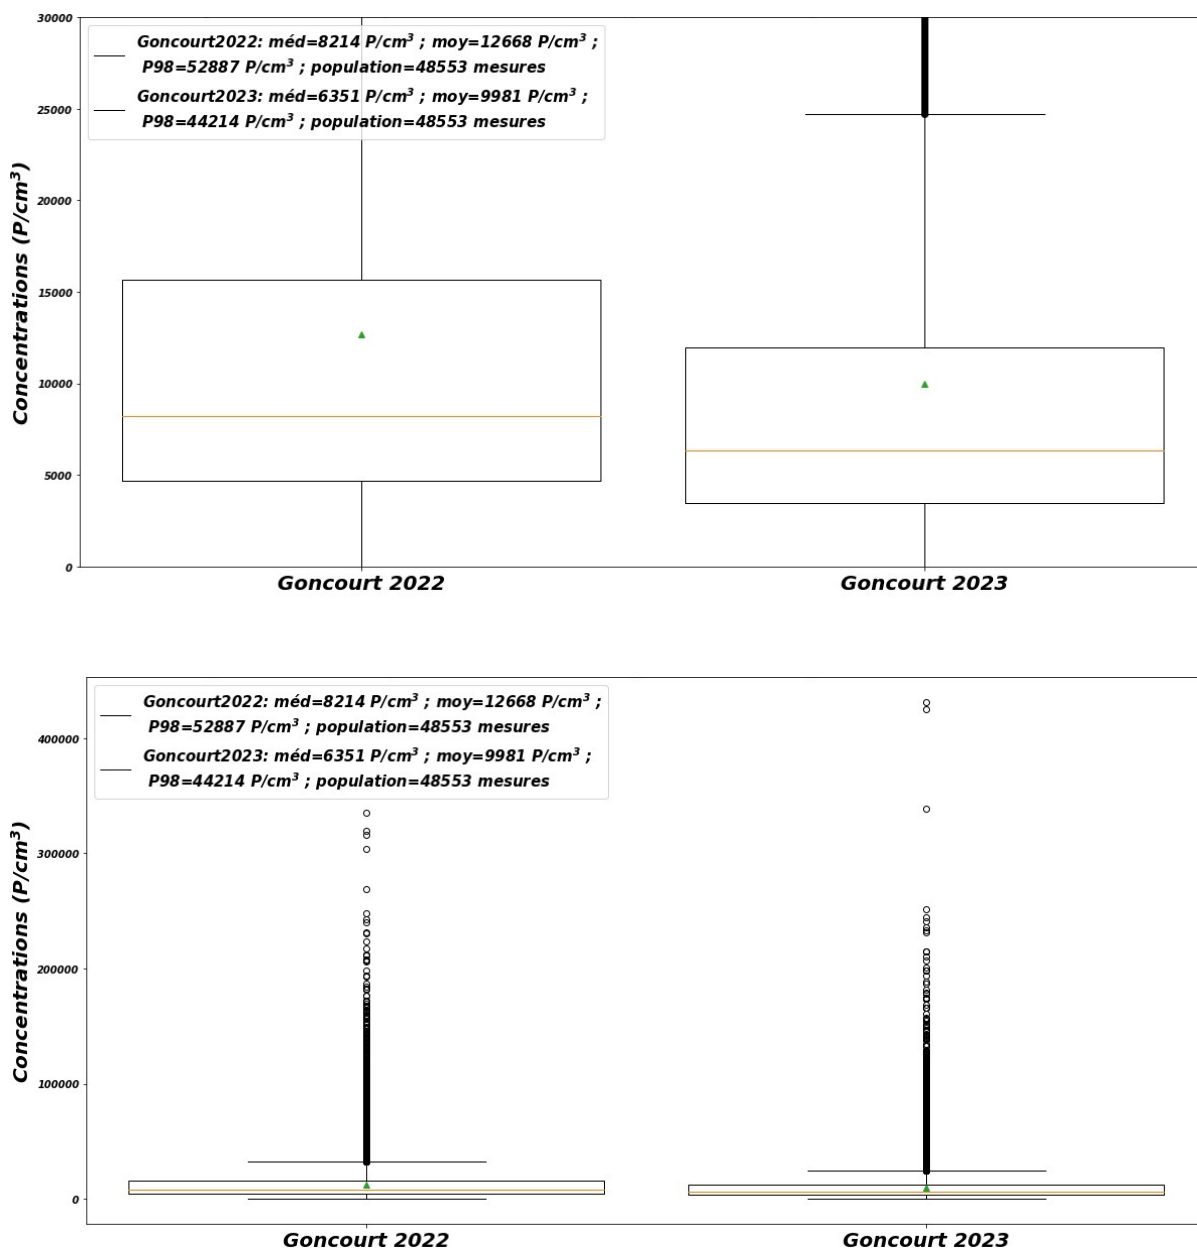 30000
25000
20000
15000
10000
5000
0
Concentrations (P/cm³)
Goncourt2022: méd=8214 P/cm³ ; moy=12668 P/cm³ ;
P98=52887 P/cm³ ; population=48553 mesures
Goncourt2023: méd=6351 P/cm³ ; moy=9981 P/cm³ ;
P98=44214 P/cm³ ; population=48553 mesures
Goncourt 2022
Goncourt 2023
400000
300000
200000
100000
0
Concentrations (P/cm³)
Goncourt2022: méd=8214 P/cm³ ; moy=12668 P/cm³ ;
P98=52887 P/cm³ ; population=48553 mesures
Goncourt2023: méd=6351 P/cm³ ; moy=9981 P/cm³ ;
P98=44214 P/cm³ ; population=48553 mesures
Goncourt 2022
Goncourt 2023